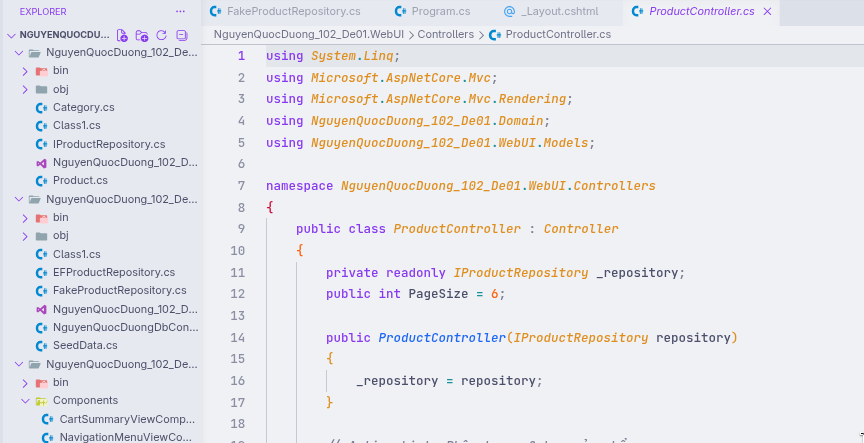 EXPLORER
NGUYENQUOCDU...
NguyenQuocDuong_102_De...
bin
obj
Category.cs
Class1.cs
IProductRepository.cs
NguyenQuocDuong_102_D...
Product.cs
NguyenQuocDuong_102_De...
bin
obj
Class1.cs
EFProductRepository.cs
FakeProductRepository.cs
NguyenQuocDuong_102_D...
NguyenQuocDuongDbCon...
SeedData.cs
NguyenQuocDuong_102_De...
bin
Components
CartSummaryViewComp...
NavigationMenuViewCo...
FakeProductRepository.cs Program.cs @ _Layout.cshtml ProductController.cs
NguyenQuocDuong_102_De01.WebUI > Controllers > ProductController.cs
1 using System.Linq;
2 using Microsoft.AspNetCore.Mvc;
3 using Microsoft.AspNetCore.Mvc.Rendering;
4 using NguyenQuocDuong_102_De01.Domain;
5 using NguyenQuocDuong_102_De01.WebUI.Models;
6
7 namespace NguyenQuocDuong_102_De01.WebUI.Controllers
8 {
9 public class ProductController : Controller
10 {
11 private readonly IProductRepository _repository;
12 public int PageSize = 6;
13
14 public ProductController(IProductRepository repository)
15 {
16 _repository = repository;
17 }
18